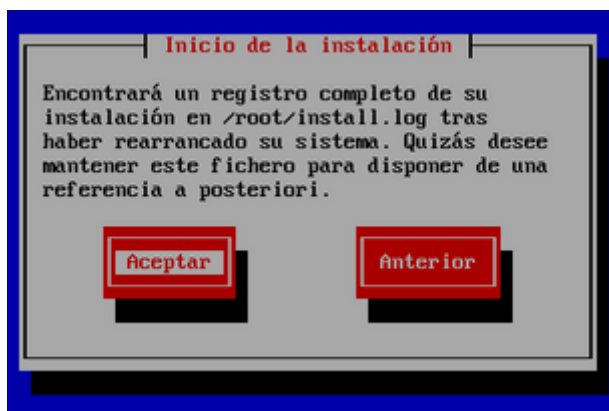 Inicio de la instalación
Encontrará un registro completo de su
instalación en /root/install.log tras
haber rearrancado su sistema. Quizás desee
mantener este fichero para disponer de una
referencia a posteriori.
Aceptar
Anterior